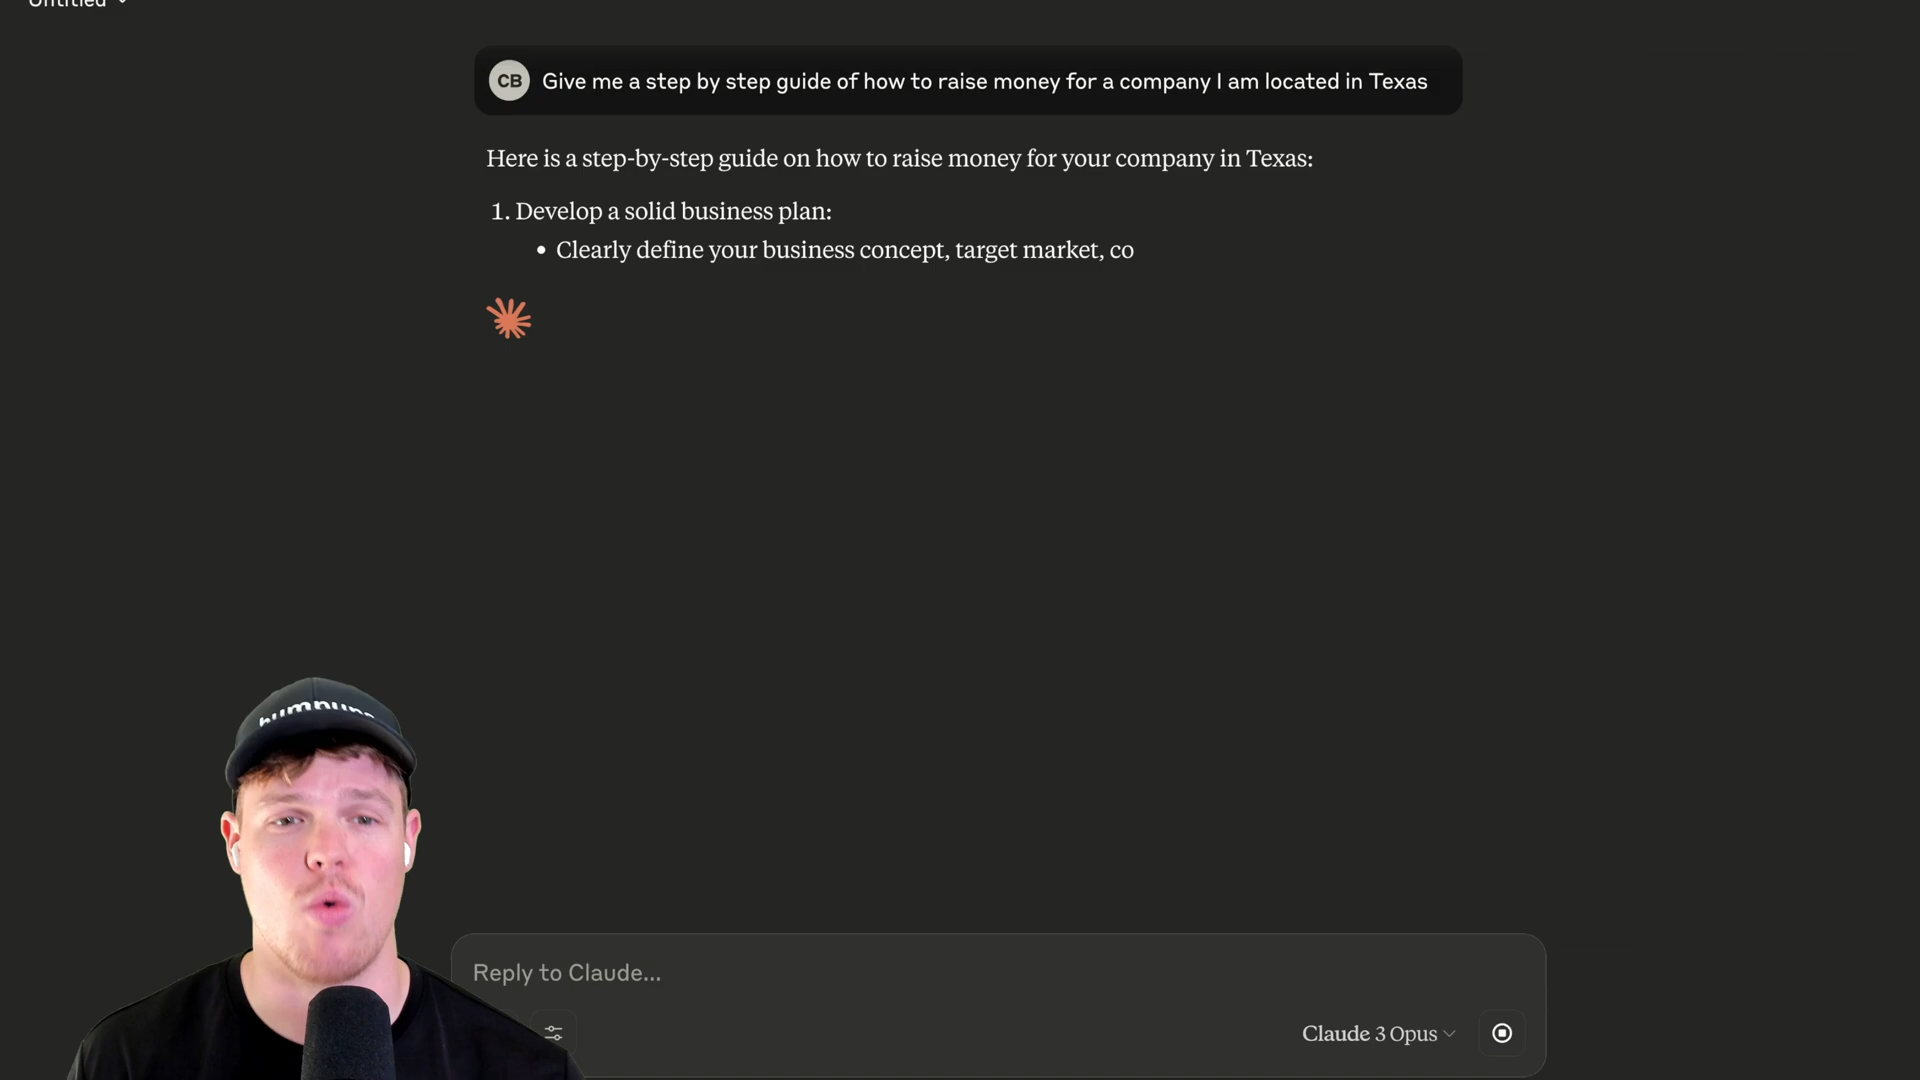 Untitled
CB
Give me a step by step guide of how to raise money for a company I am located in Texas
Here is a step-by-step guide on how to raise money for your company in Texas:
1. Develop a solid business plan:
• Clearly define your business concept, target market, co
Reply to Claude...
Claude 3 Opus